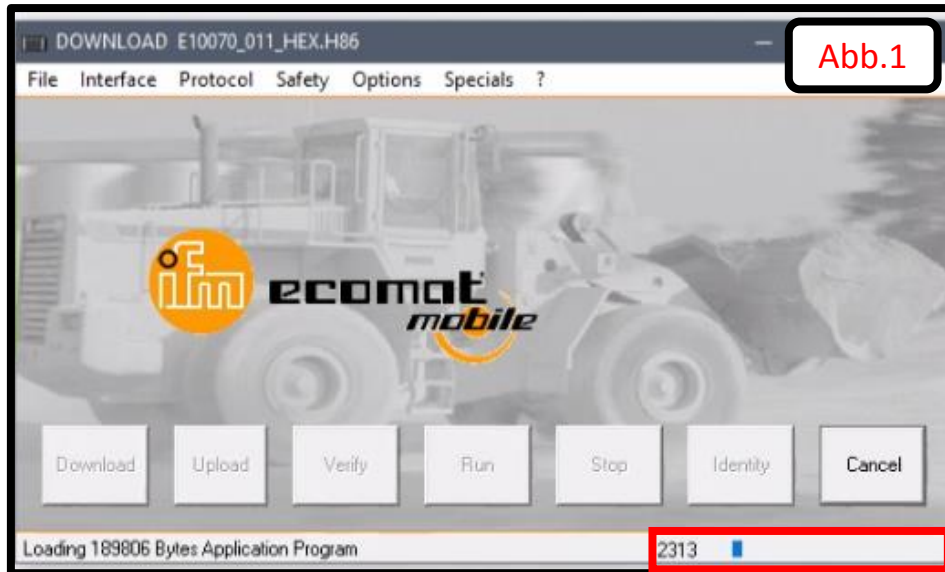 DOWNLOAD E10070_011_HEX.H86
Abb.1
File Interface Protocol Safety Options Specials ?
ifm ecomat
mobile
Download Upload Verify Run Stop Identity Cancel
Loading 189806 Bytes Application Program 2313